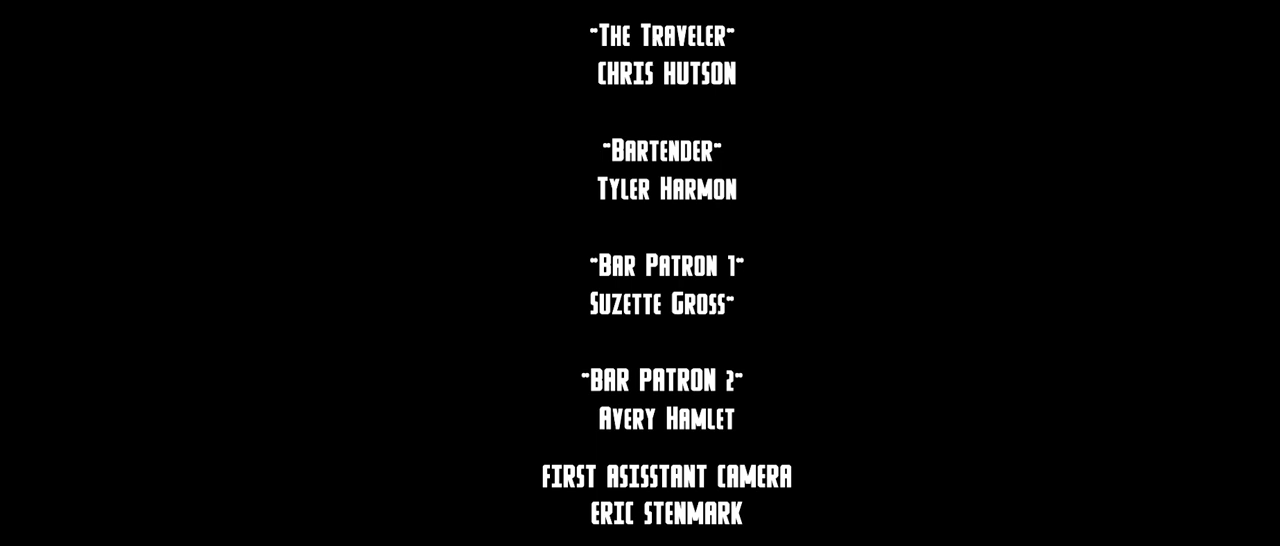 -The Traveler-
CHRIS HUTSON
-Bartender-
Tyler Harmon
-Bar Patron 1-
Suzette Gross-
-BAR PATRON 2-
Avery Hamlet
FIRST ASISSTANT CAMERA
ERIC STENMARK